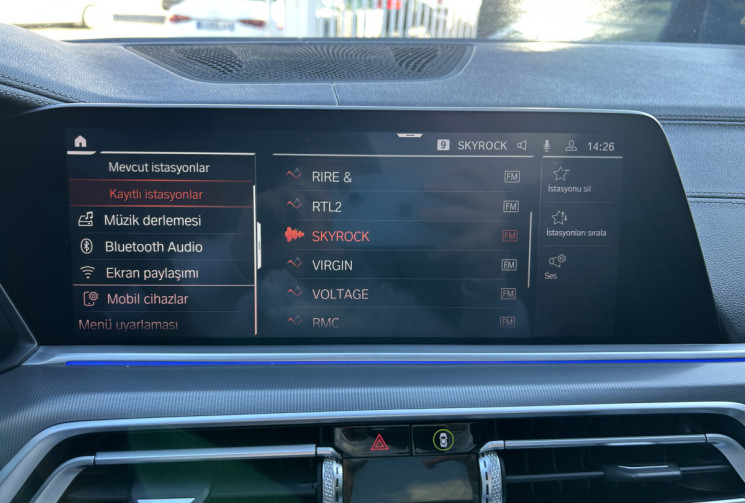 9 SKYROCK 14:26
Mevcut istasyonlar
Kayıtlı istasyonlar
Müzik derlemesi
Bluetooth Audio
Ekran paylaşımı
Mobil cihazlar
Menü uyarlaması
RIRE & FM
RTL2 FM
SKYROCK FM
VIRGIN FM
VOLTAGE FM
RMC FM
İstasyonu sil
İstasyonları sırala
Ses